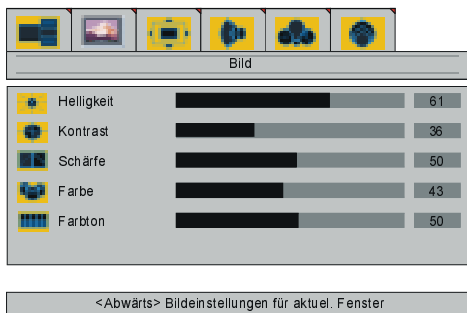 Bild
Helligkeit 61
Kontrast 36
Schärfe 50
Farbe 43
Farbton 50
<Abwärts> Bildeinstellungen für aktuel. Fenster